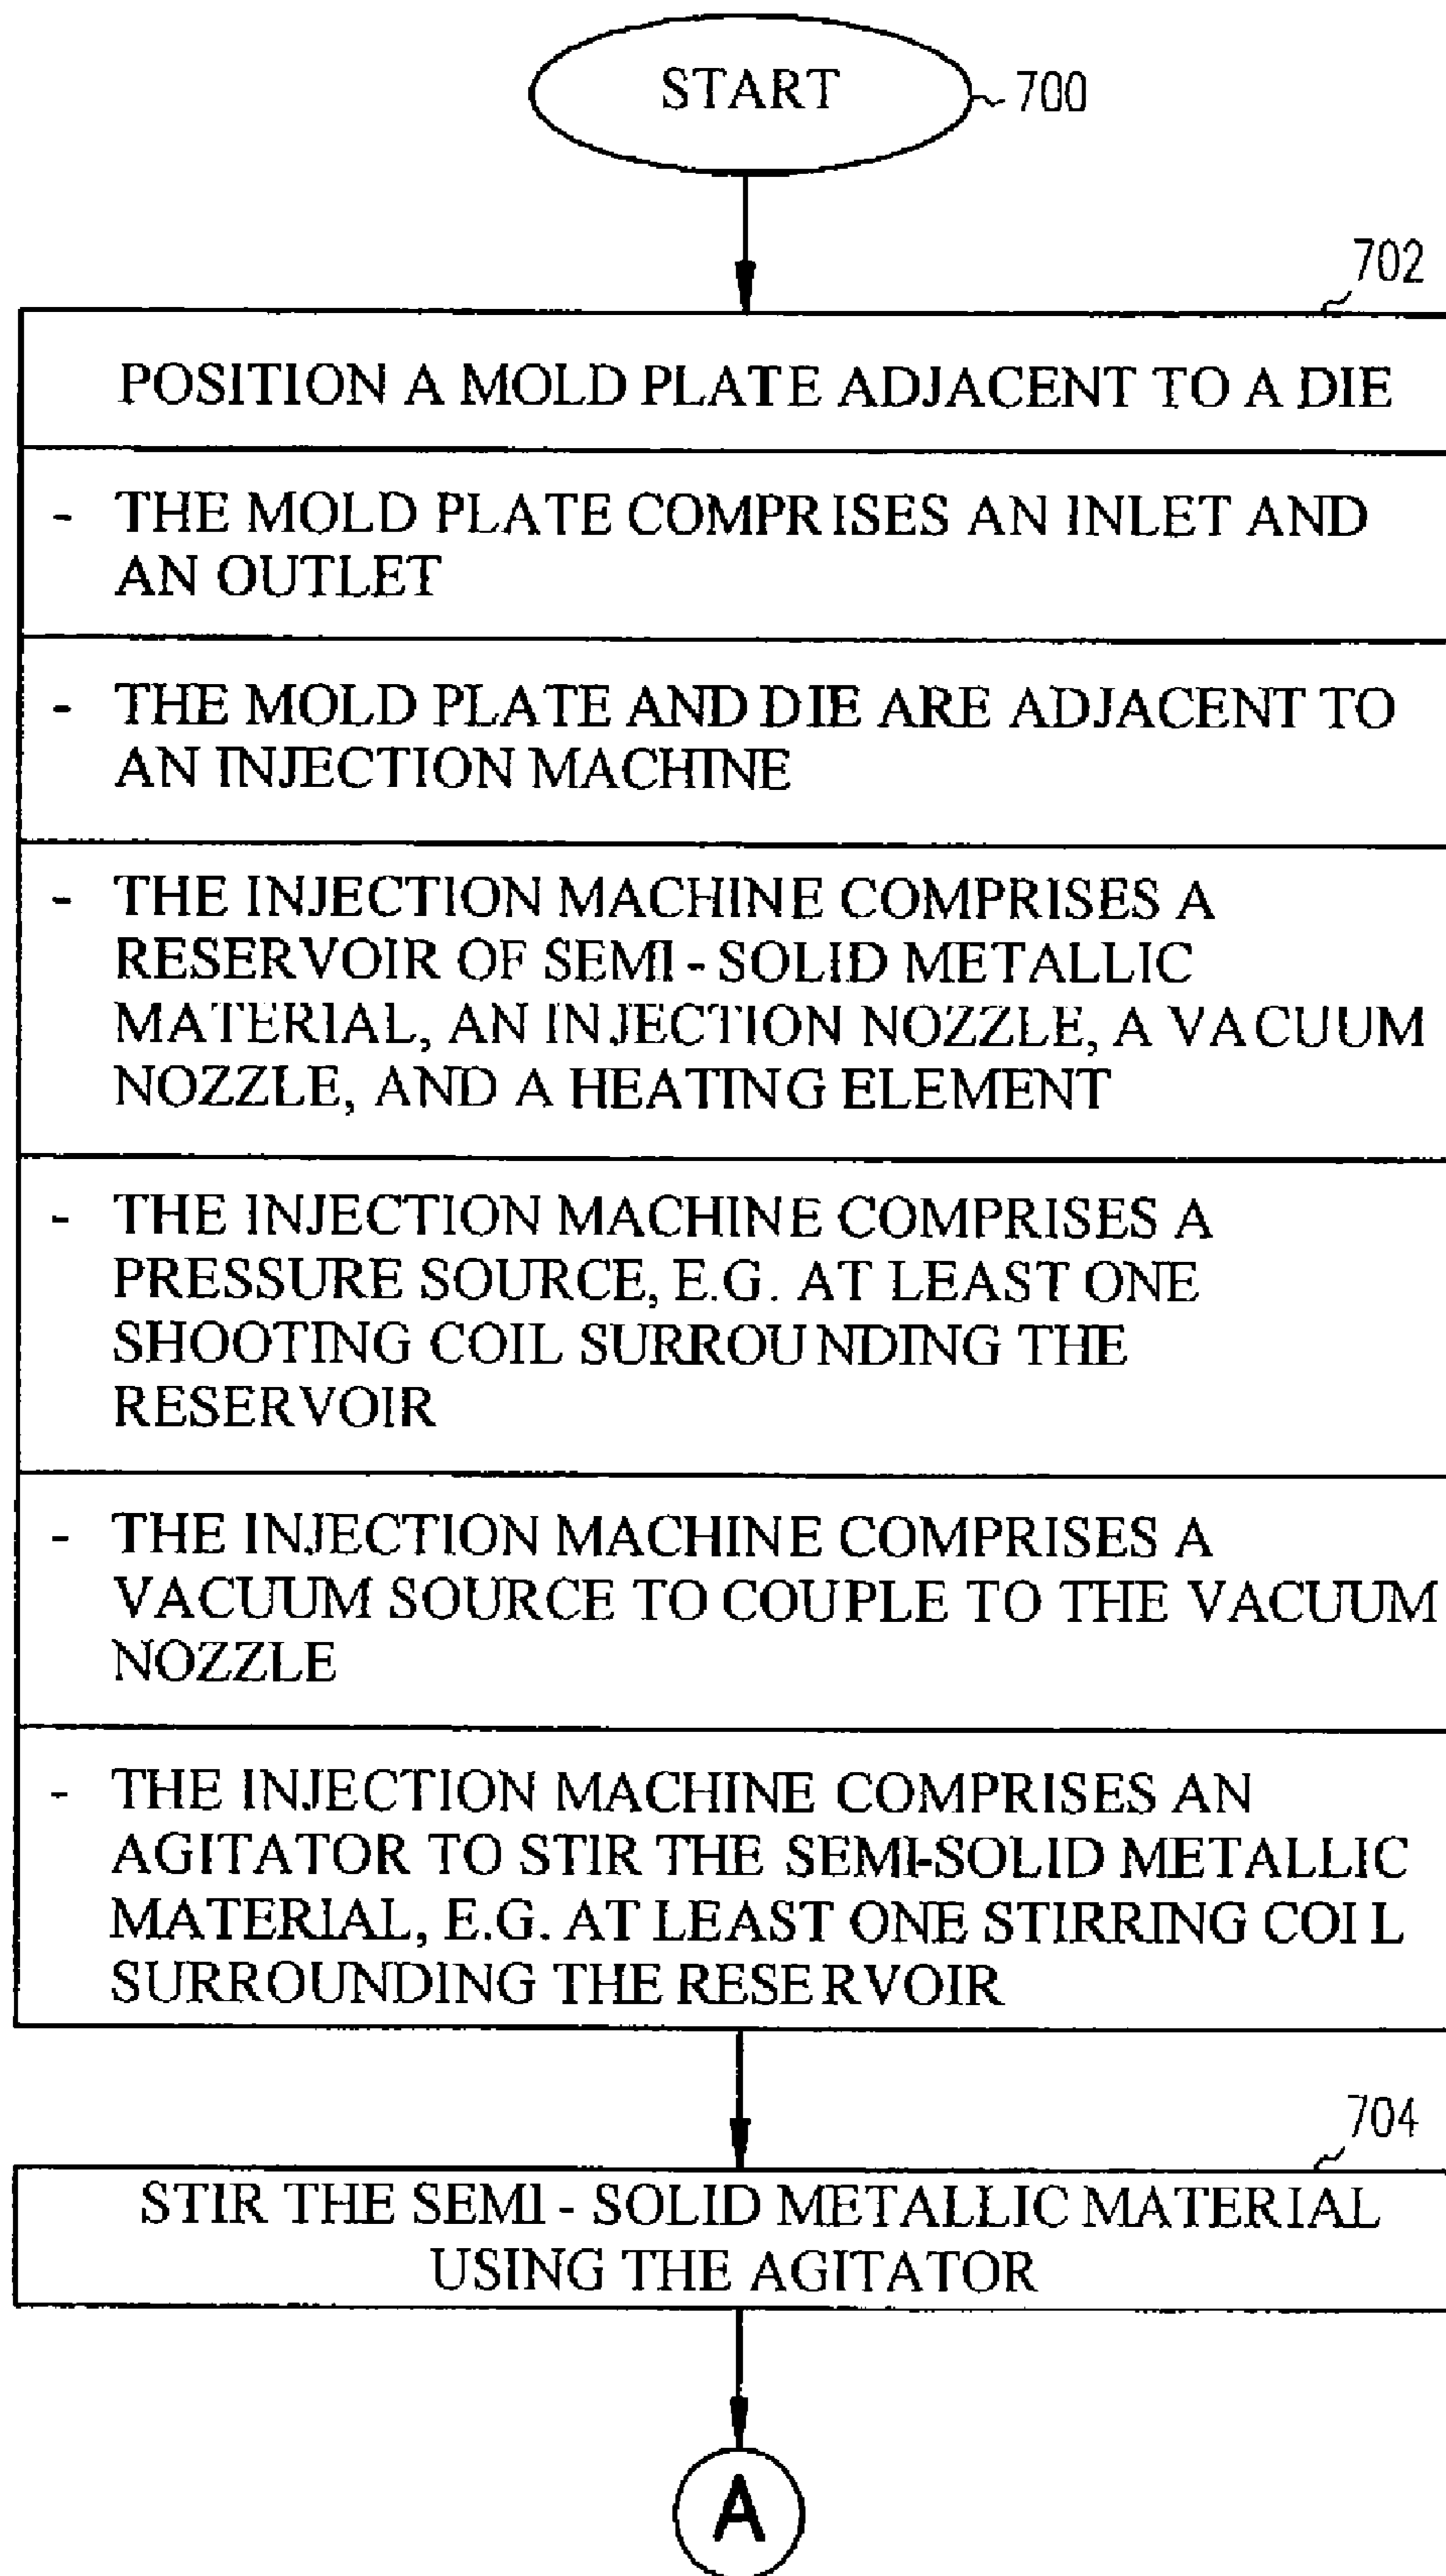 START
700
702
POSITION A MOLD PLATE ADJACENT TO A DIE
- THE MOLD PLATE COMPRISES AN INLET AND
AN OUTLET
- THE MOLD PLATE AND DIE ARE ADJACENT TO
AN INJECTION MACHINE
- THE INJECTION MACHINE COMPRISES A
RESERVOIR OF SEMI - SOLID METALLIC
MATERIAL, AN INJECTION NOZZLE, A VACUUM
NOZZLE, AND A HEATING ELEMENT
- THE INJECTION MACHINE COMPRISES A
PRESSURE SOURCE, E.G. AT LEAST ONE
SHOOTING COIL SURROUNDING THE
RESERVOIR
- THE INJECTION MACHINE COMPRISES A
VACUUM SOURCE TO COUPLE TO THE VACUUM
NOZZLE
- THE INJECTION MACHINE COMPRISES AN
AGITATOR TO STIR THE SEMI-SOLID METALLIC
MATERIAL, E.G. AT LEAST ONE STIRRING COIL
SURROUNDING THE RESERVOIR
704
STIR THE SEMI - SOLID METALLIC MATERIAL
USING THE AGITATOR
A